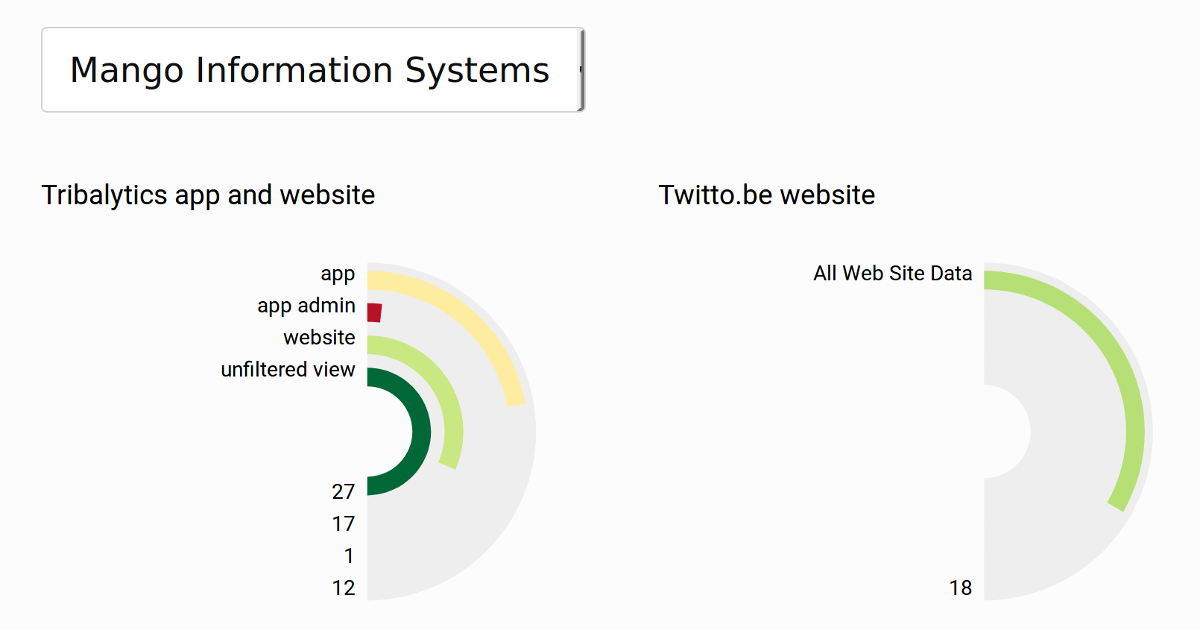 Mango Information Systems
Tribalytics app and website
app
app admin
website
unfiltered view
27
17
1
12
Twitto.be website
All Web Site Data
18